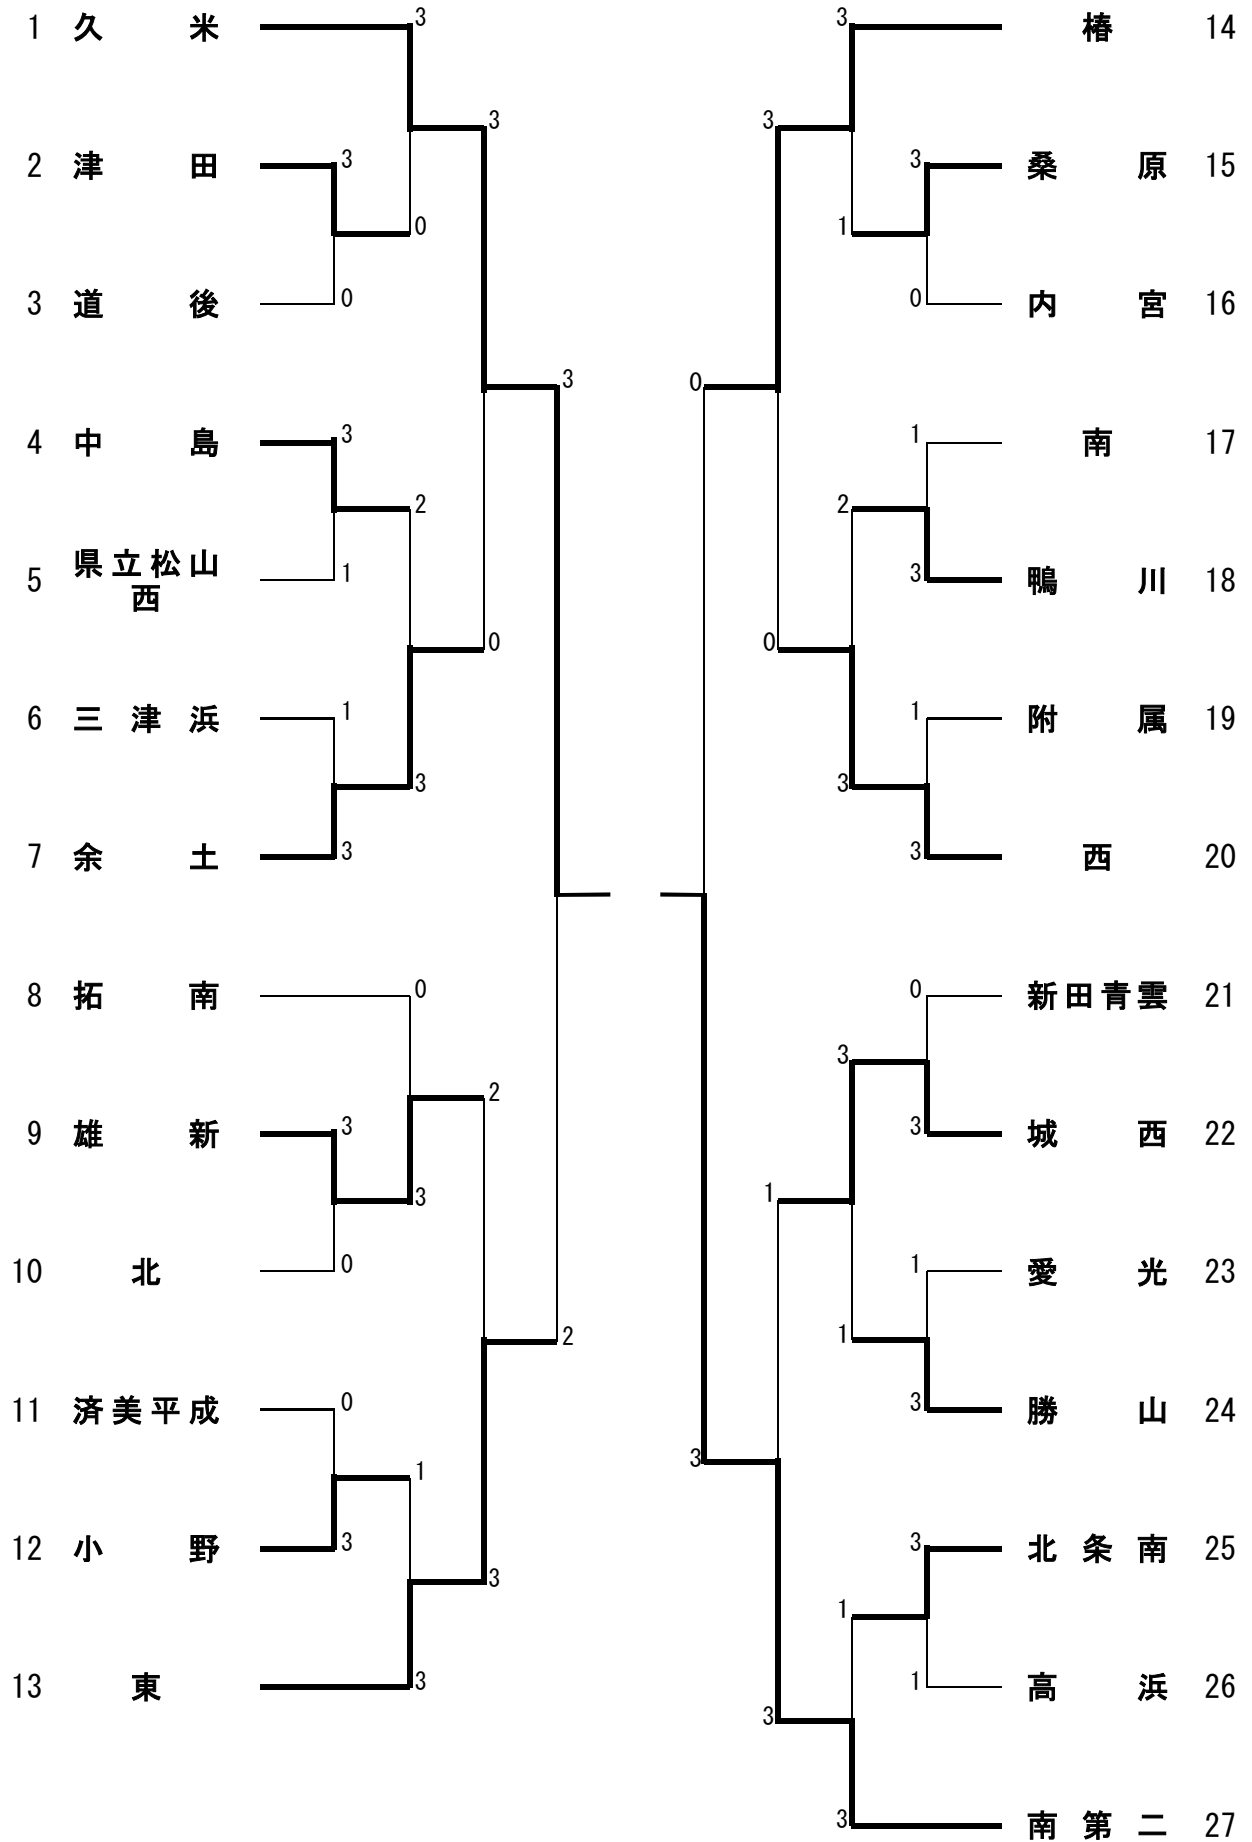 1 久米
3
2 津田
3
3
0
3 道後
0
3
4 中島
3
2
5 県立松山
西
1
0
6 三津浜
1
3
7 余土
3
8 拓南
0
2
9 雄新
3
3
10 北
0
2
11 済美平成
0
1
12 小野
3
3
13 東
3
3
椿 14
3
3
桑原 15
1
0
内宮 16
0
1
南 17
2
3
鴨川 18
0
1
附属 19
3
3
西 20
0
新田青雲 21
3
3
城西 22
1
1
愛光 23
1
3
勝山 24
3
3
北条南 25
1
1
高浜 26
3
3
南第二 27